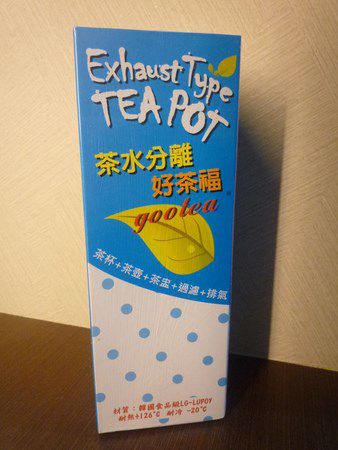 Exhaust Type
TEA POT
茶水分離
好茶福
gootea
茶杯+茶壺+茶盅+過濾+排氣
材質：韓國食品級LG-LUPOY
耐熱+126°C 耐冷 -20°C